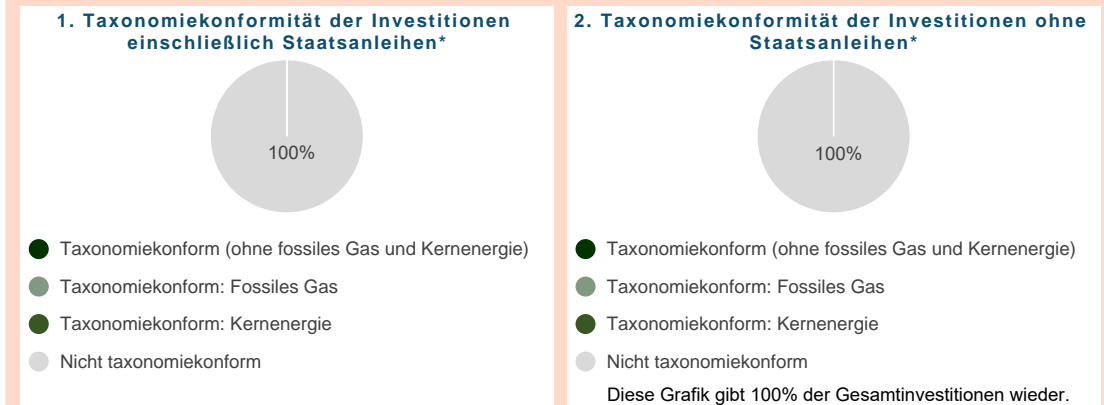 1. Taxonomiekonformität der Investitionen
einschließlich Staatsanleihen*
100%
Taxonomiekonform (ohne fossiles Gas und Kernenergie)
Taxonomiekonform: Fossiles Gas
Taxonomiekonform: Kernenergie
Nicht taxonomiekonform
2. Taxonomiekonformität der Investitionen ohne
Staatsanleihen*
100%
Taxonomiekonform (ohne fossiles Gas und Kernenergie)
Taxonomiekonform: Fossiles Gas
Taxonomiekonform: Kernenergie
Nicht taxonomiekonform
Diese Grafik gibt 100% der Gesamtinvestitionen wieder.